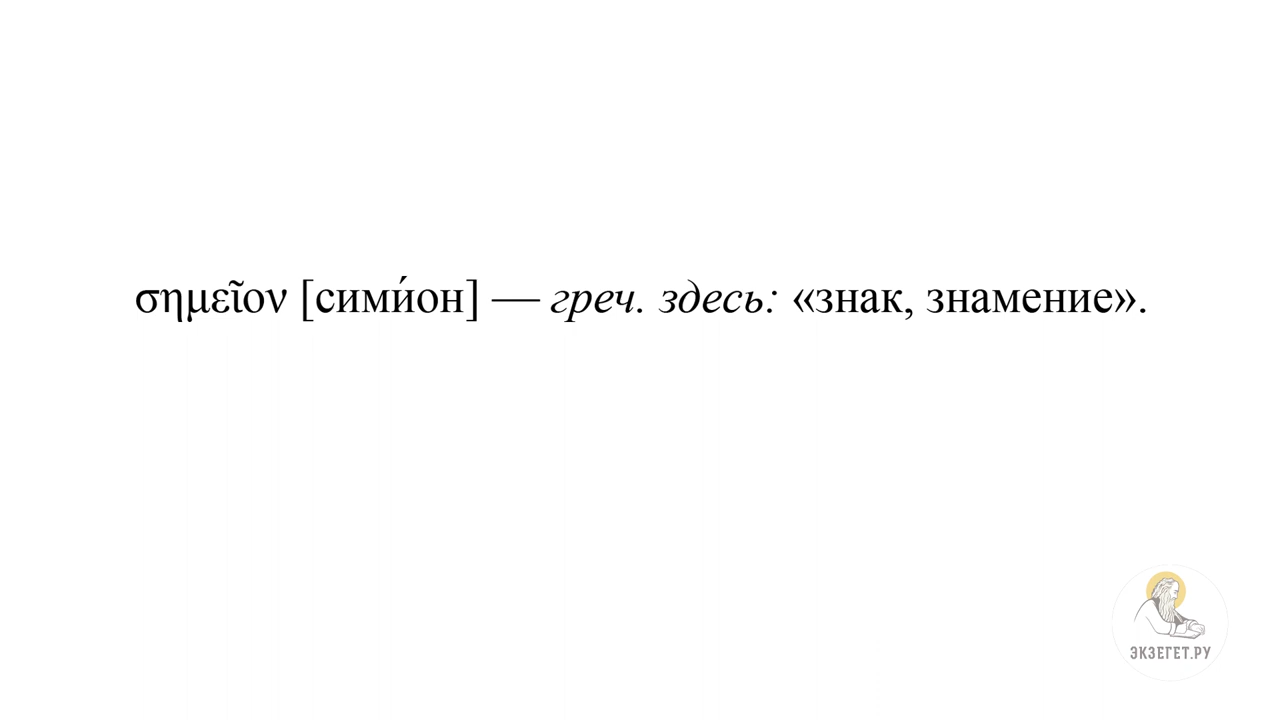 σημεῖον [сими́он] — греч. здесь: «знак, знамение».
ЭКЗЕГЕТ.РУ